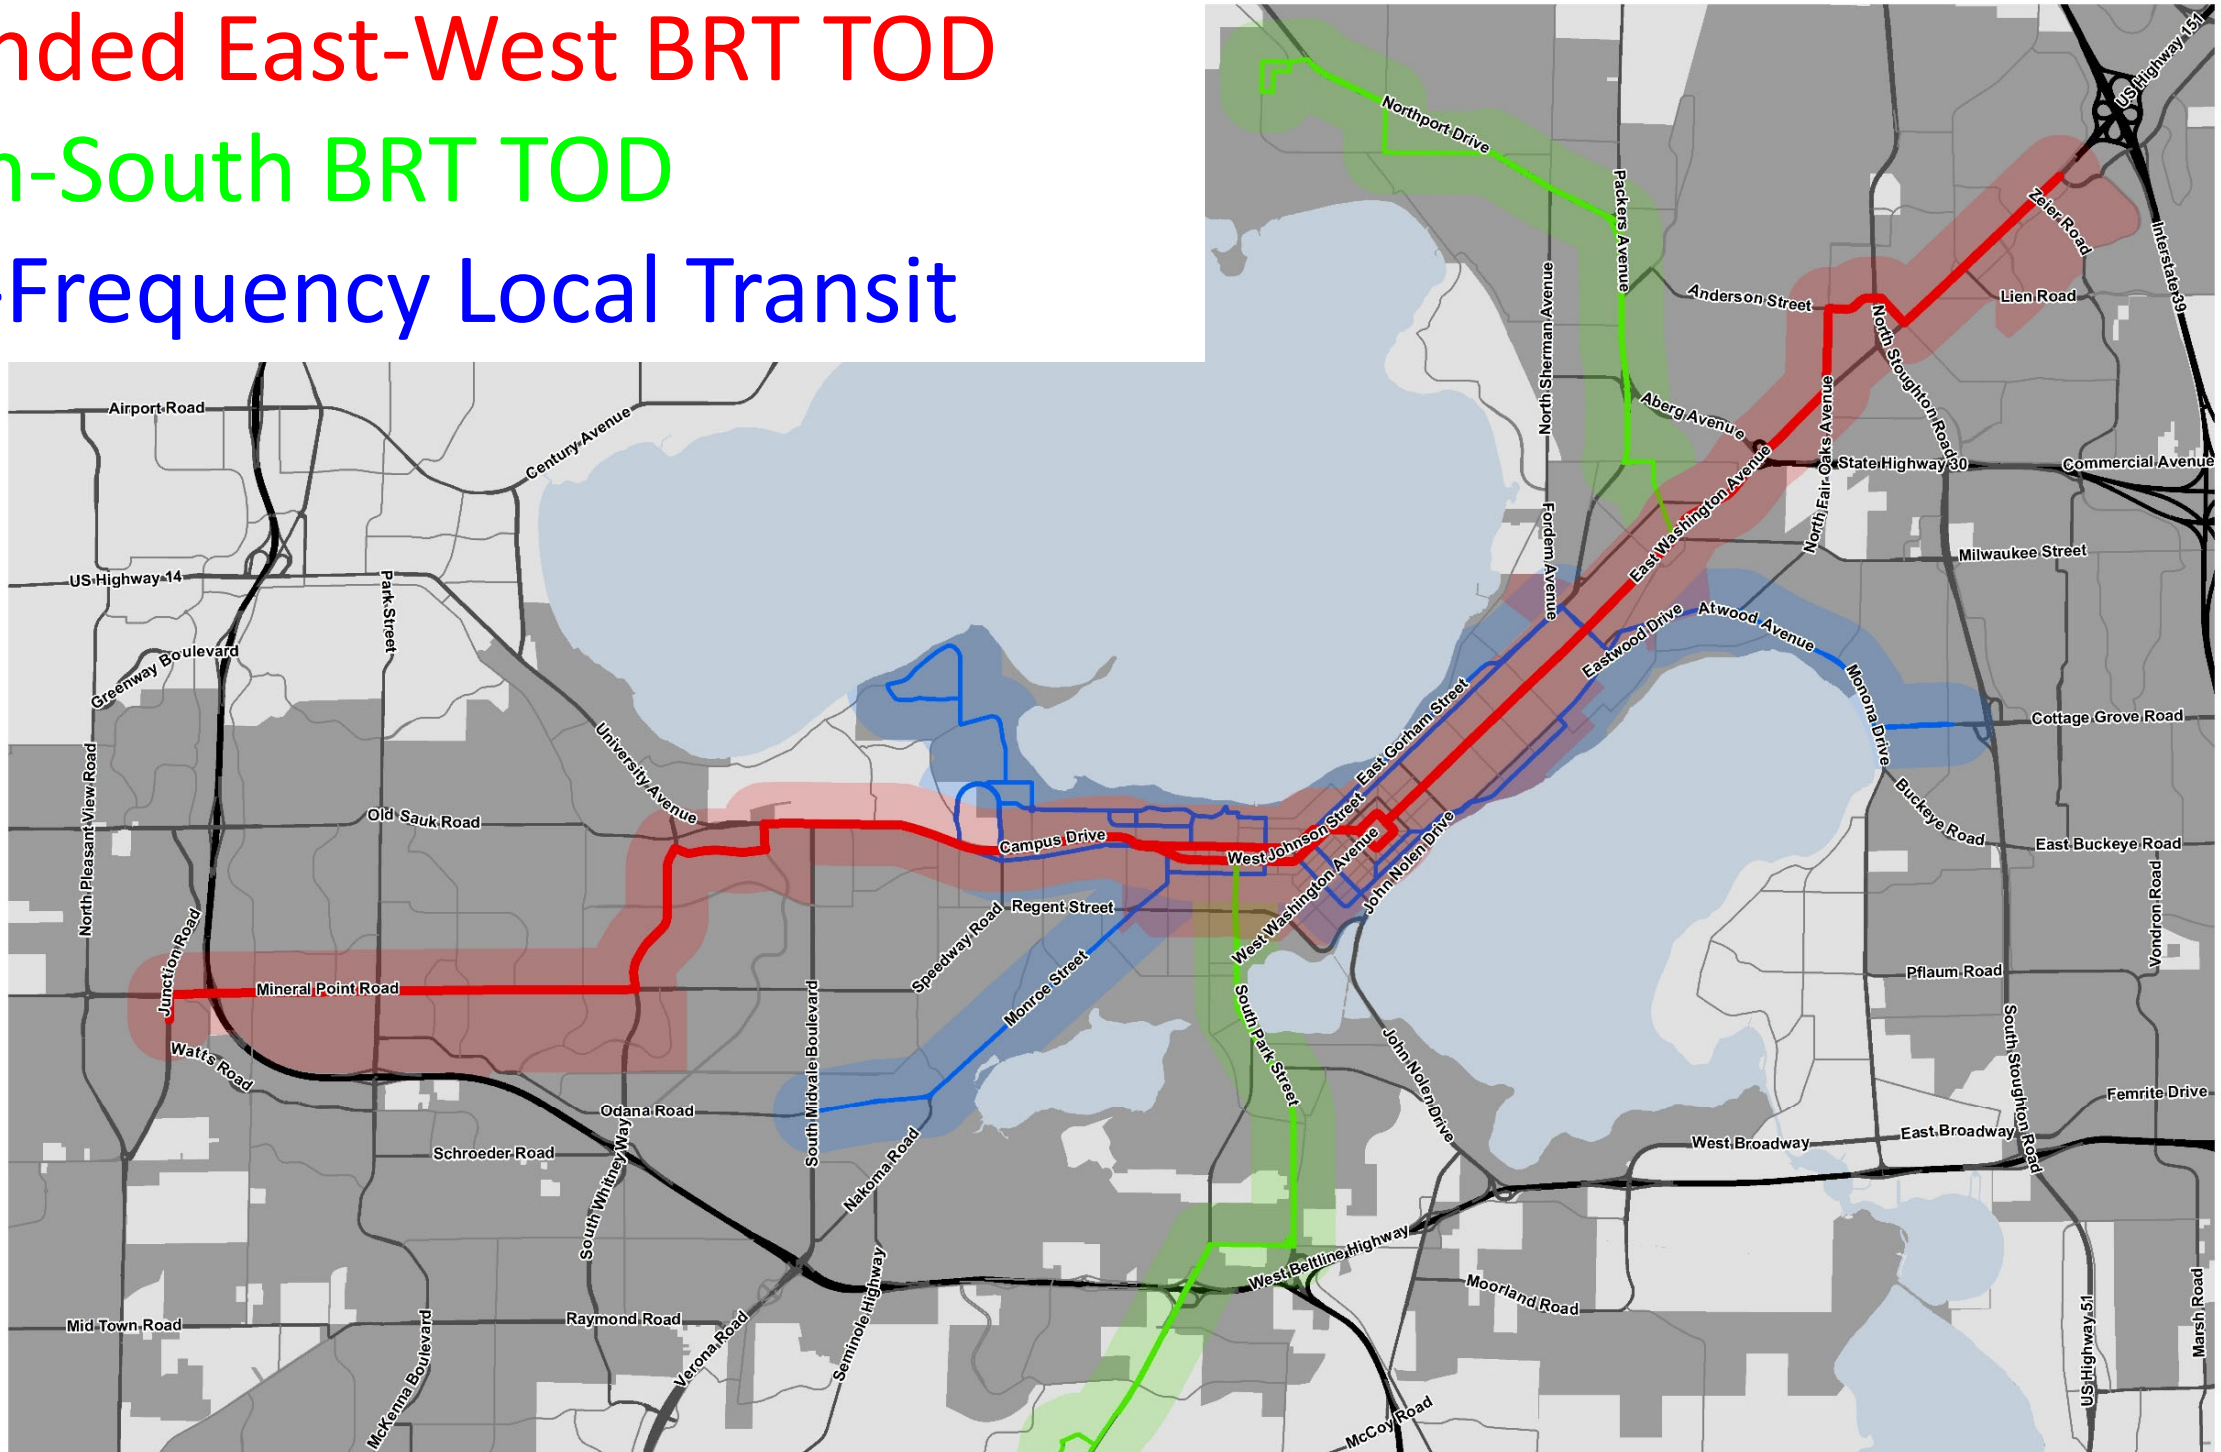 nded East-West BRT TOD
n-South BRT TOD
-Frequency Local Transit
US Highway 151
Northport Drive
Packers Avenue
Zeier Road
Interstate 39
Anderson Street
Lien Road
North Sherman Avenue
North Stoughton Road
Airport Road
Century Avenue
Aberg Avenue
North Fair Oaks Avenue
State Highway 30
Commercial Avenue
East Washington Avenue
Fordem Avenue
Milwaukee Street
US Highway 14
Park Street
Greenway Boulevard
Eastwood Drive
Atwood Avenue
Monona Drive
Cottage Grove Road
East Gorham Street
University Avenue
North Pleasant View Road
Old Sauk Road
Campus Drive
West Johnson Street
West Washington Avenue
John Nolen Drive
Buckeye Road
East Buckeye Road
Regent Street
Speedway Road
Junction Road
Mineral Point Road
Monroe Street
Vondron Road
Pflaum Road
South Park Street
South Midvale Boulevard
Watts Road
John Nolen Drive
South Stoughton Road
Odana Road
Femrite Drive
Schroeder Road
South Whitney Way
Nakoma Road
West Broadway
East Broadway
West Beltline Highway
Moorland Road
Seminole Highway
Mid Town Road
Raymond Road
Verona Road
McKenna Boulevard
McCoy Road
US Highway 51
Marsh Road